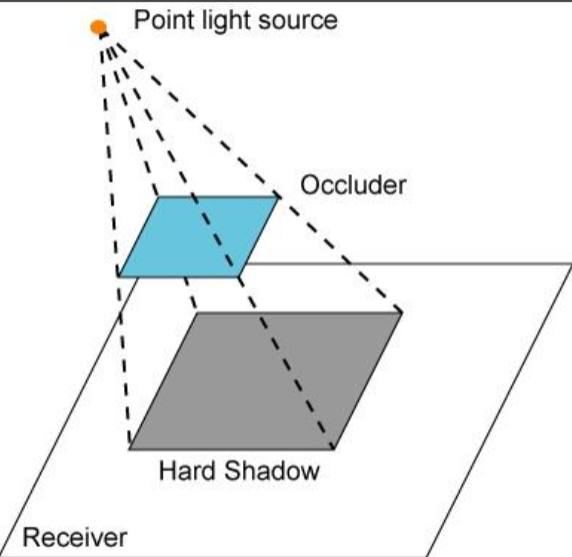 Point light source
Occluder
Hard Shadow
Receiver